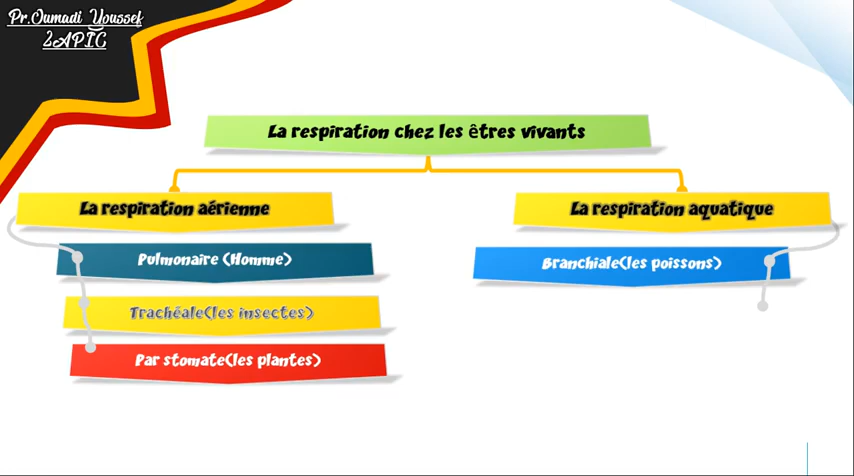 Pr.Oumadi Youssef
2APIC
La respiration chez les êtres vivants
La respiration aérienne
La respiration aquatique
Pulmonaire (Homme)
Branchiale(les poissons)
Trachéale(les insectes)
Par stomate(les plantes)